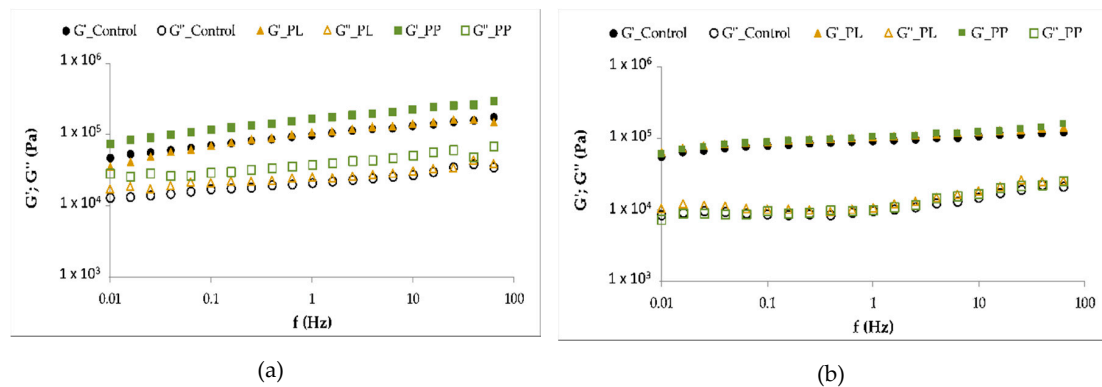 G'_Control G"_Control G'_PL G"_PL G'_PP G"_PP
1 x 10⁶
1 x 10⁵
1 x 10⁴
1 x 10³
G'; G" (Pa)
0.01 0.1 1 10 100
f (Hz)
(a)
G'_Control G"_Control G'_PL G"_PL G'_PP G"_PP
1 x 10⁶
1 x 10⁵
1 x 10⁴
1 x 10³
G'; G" (Pa)
0.01 0.1 1 10 100
f (Hz)
(b)